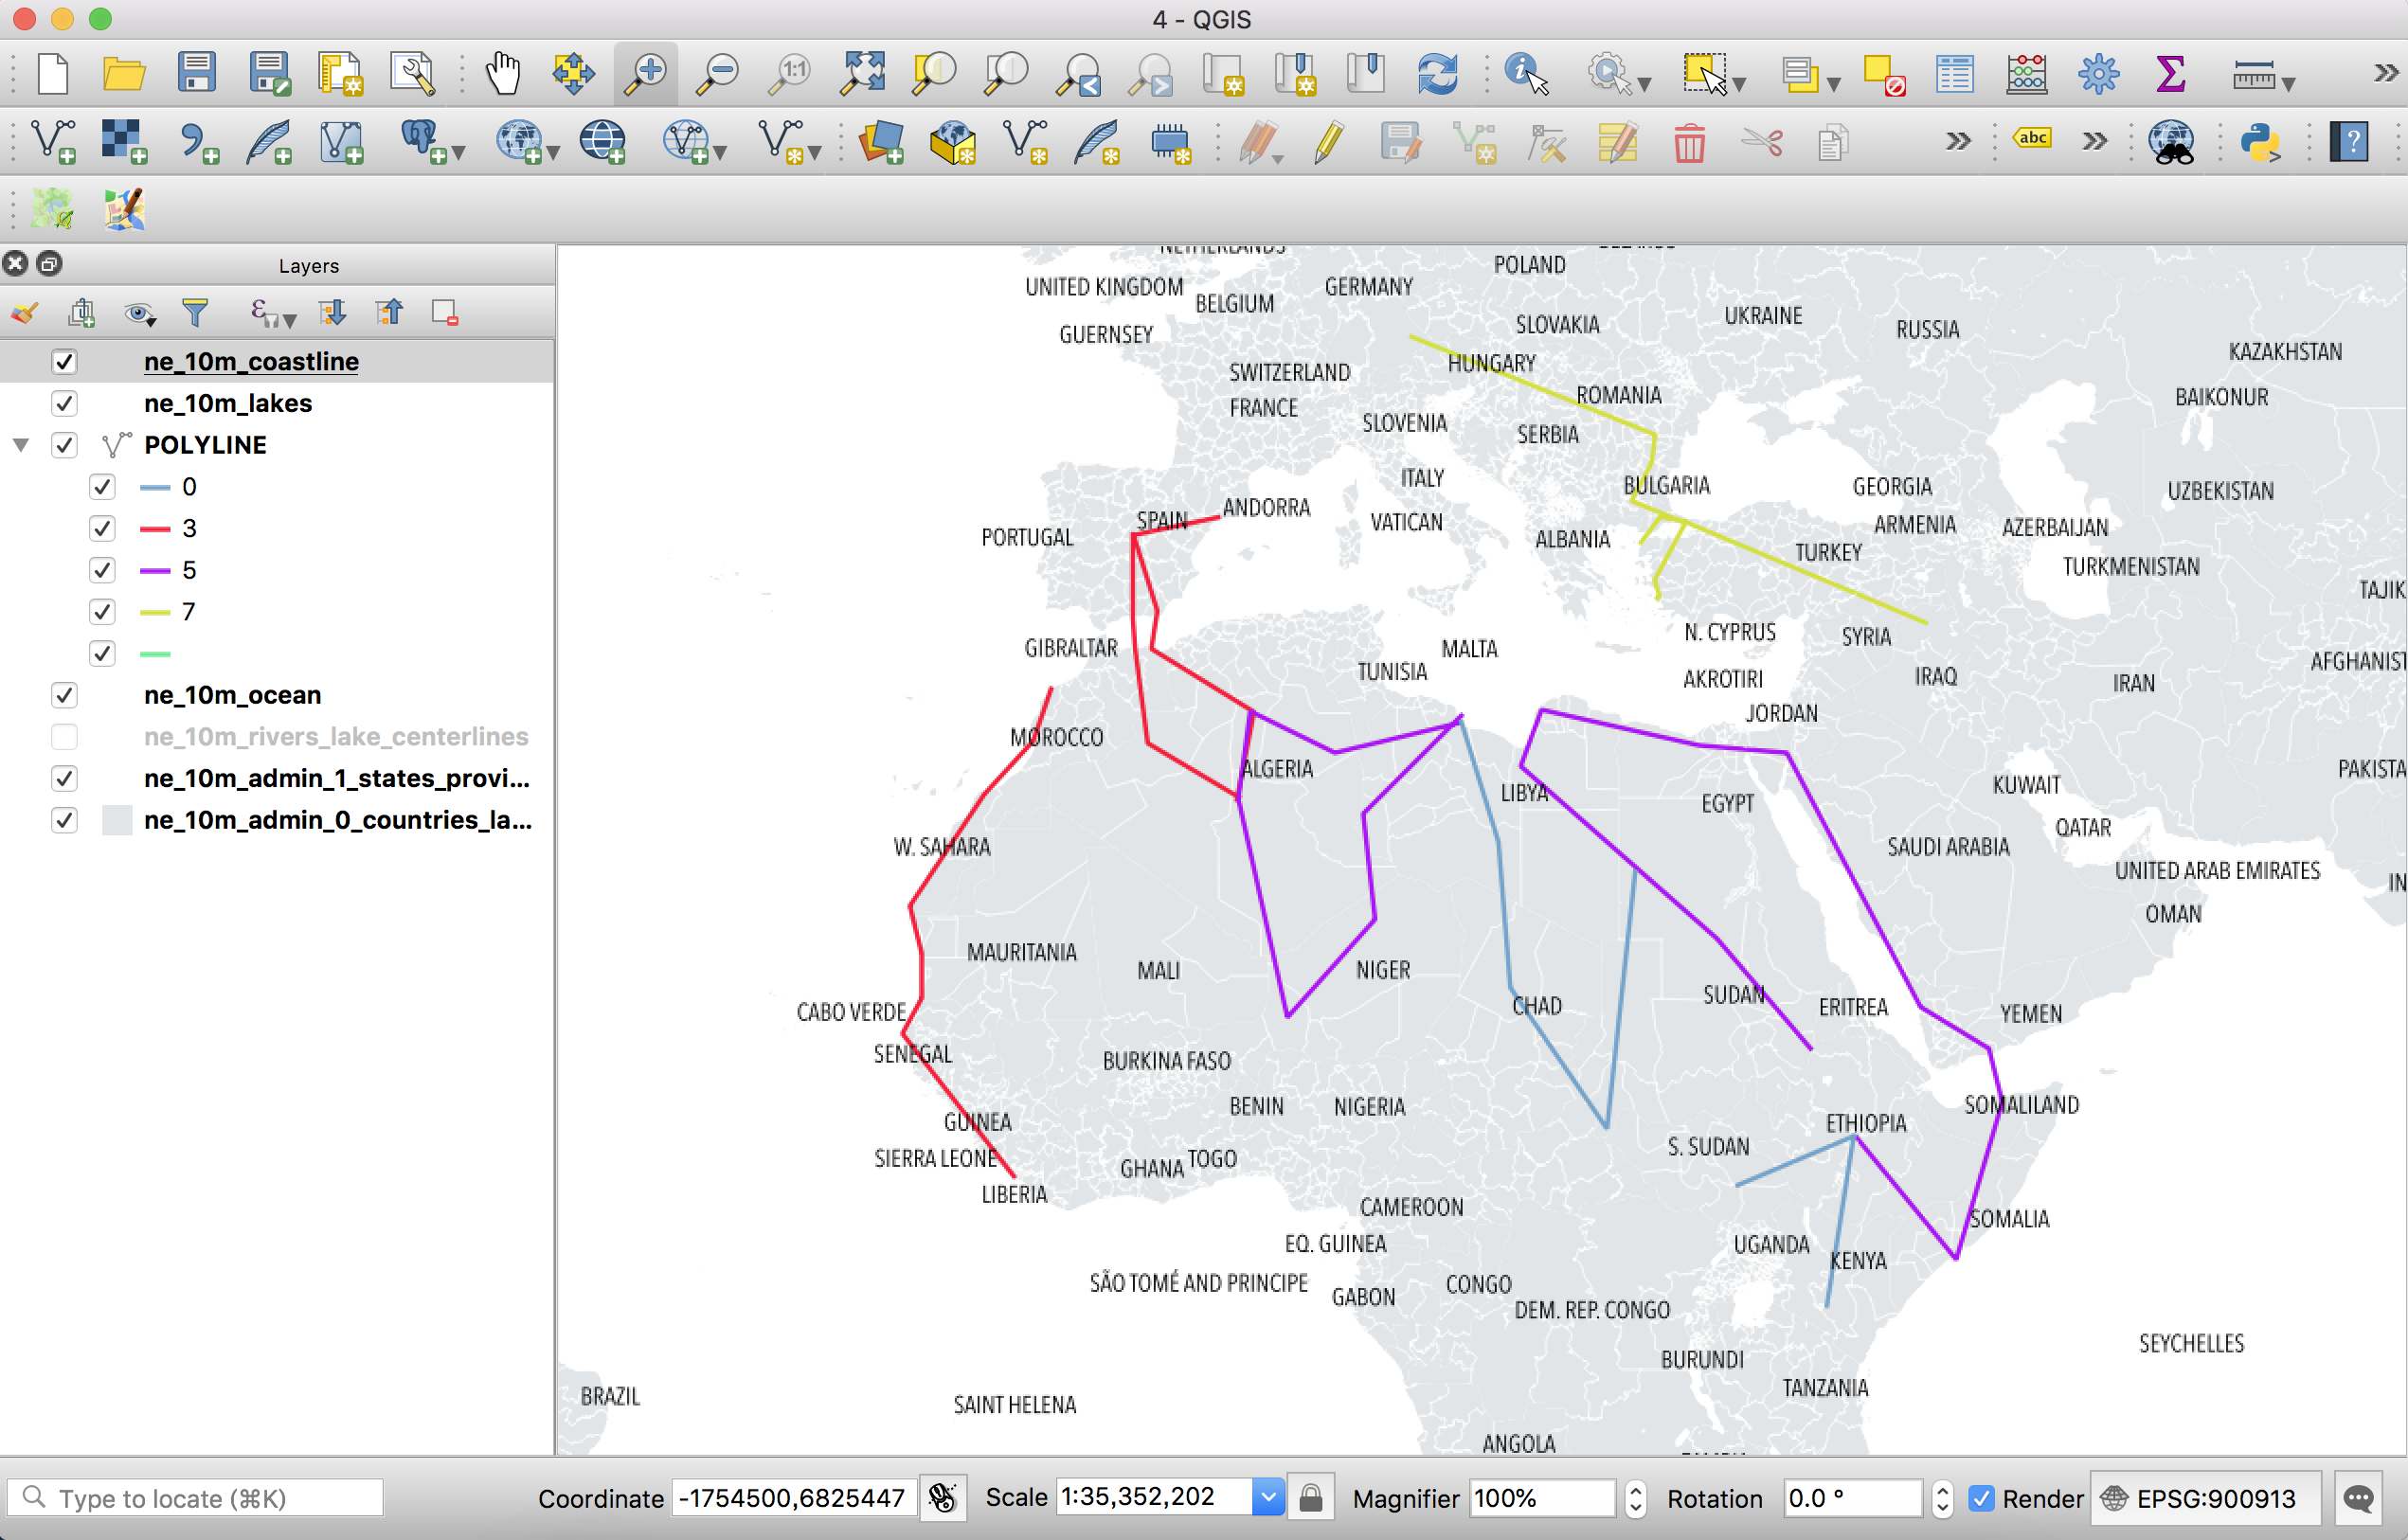 4 - QGIS
1:1
abc
?
Layers
ne_10m_coastline
ne_10m_lakes
POLYLINE
0
3
5
7
ne_10m_ocean
ne_10m_rivers_lake_centerlines
ne_10m_admin_1_states_provi...
ne_10m_admin_0_countries_la...
NETHERLANDS
POLAND
UNITED KINGDOM
GERMANY
BELGIUM
UKRAINE
SLOVAKIA
RUSSIA
GUERNSEY
KAZAKHSTAN
HUNGARY
SWITZERLAND
ROMANIA
BAIKONUR
FRANCE
SLOVENIA
SERBIA
ITALY
BULGARIA
GEORGIA
UZBEKISTAN
ANDORRA
SPAIN
VATICAN
ARMENIA
AZERBAIJAN
PORTUGAL
ALBANIA
TURKEY
TURKMENISTAN
TAJIK
N. CYPRUS
SYRIA
GIBRALTAR
MALTA
AFGHANIST
TUNISIA
AKROTIRI
IRAQ
IRAN
JORDAN
MOROCCO
ALGERIA
PAKISTA
KUWAIT
LIBYA
EGYPT
QATAR
W. SAHARA
SAUDI ARABIA
UNITED ARAB EMIRATES
IN
OMAN
MAURITANIA
MALI
NIGER
SUDAN
CHAD
ERITREA
CABO VERDE
YEMEN
SENEGAL
BURKINA FASO
BENIN
NIGERIA
SOMALILAND
GUINEA
ETHIOPIA
S. SUDAN
SIERRA LEONE
GHANA
TOGO
LIBERIA
CAMEROON
SOMALIA
EQ. GUINEA
UGANDA
KENYA
SÃO TOMÉ AND PRINCIPE
CONGO
GABON
DEM. REP. CONGO
SEYCHELLES
BURUNDI
TANZANIA
BRAZIL
SAINT HELENA
ANGOLA
Type to locate (⌘K)
Coordinate -1754500,6825447
Scale 1:35,352,202
Magnifier 100%
Rotation 0.0 °
Render
EPSG:900913